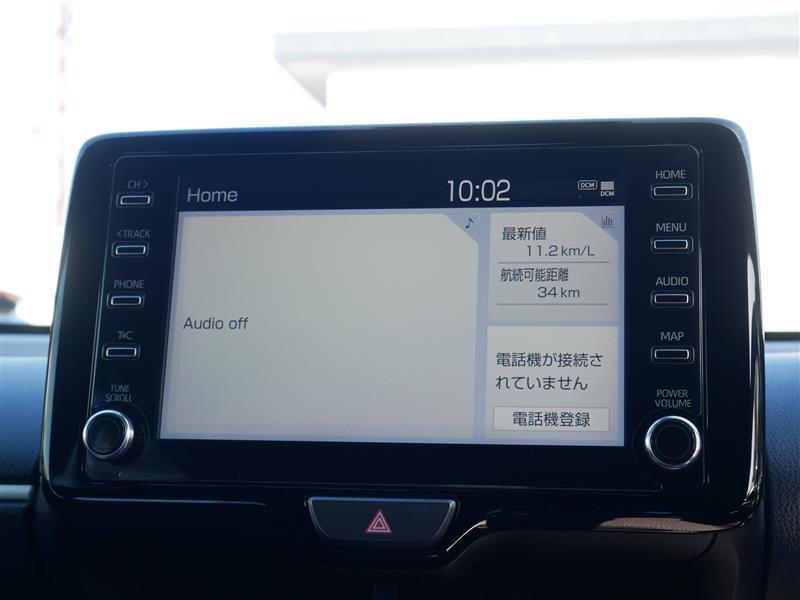 CH>
<TRACK
PHONE
T&C
TUNE
SCROLL
Home
10:02
DCM
DCM
Audio off
最新値
11.2 km/L
航続可能距離
34 km
電話機が接続さ
れていません
電話機登録
HOME
MENU
AUDIO
MAP
POWER
VOLUME